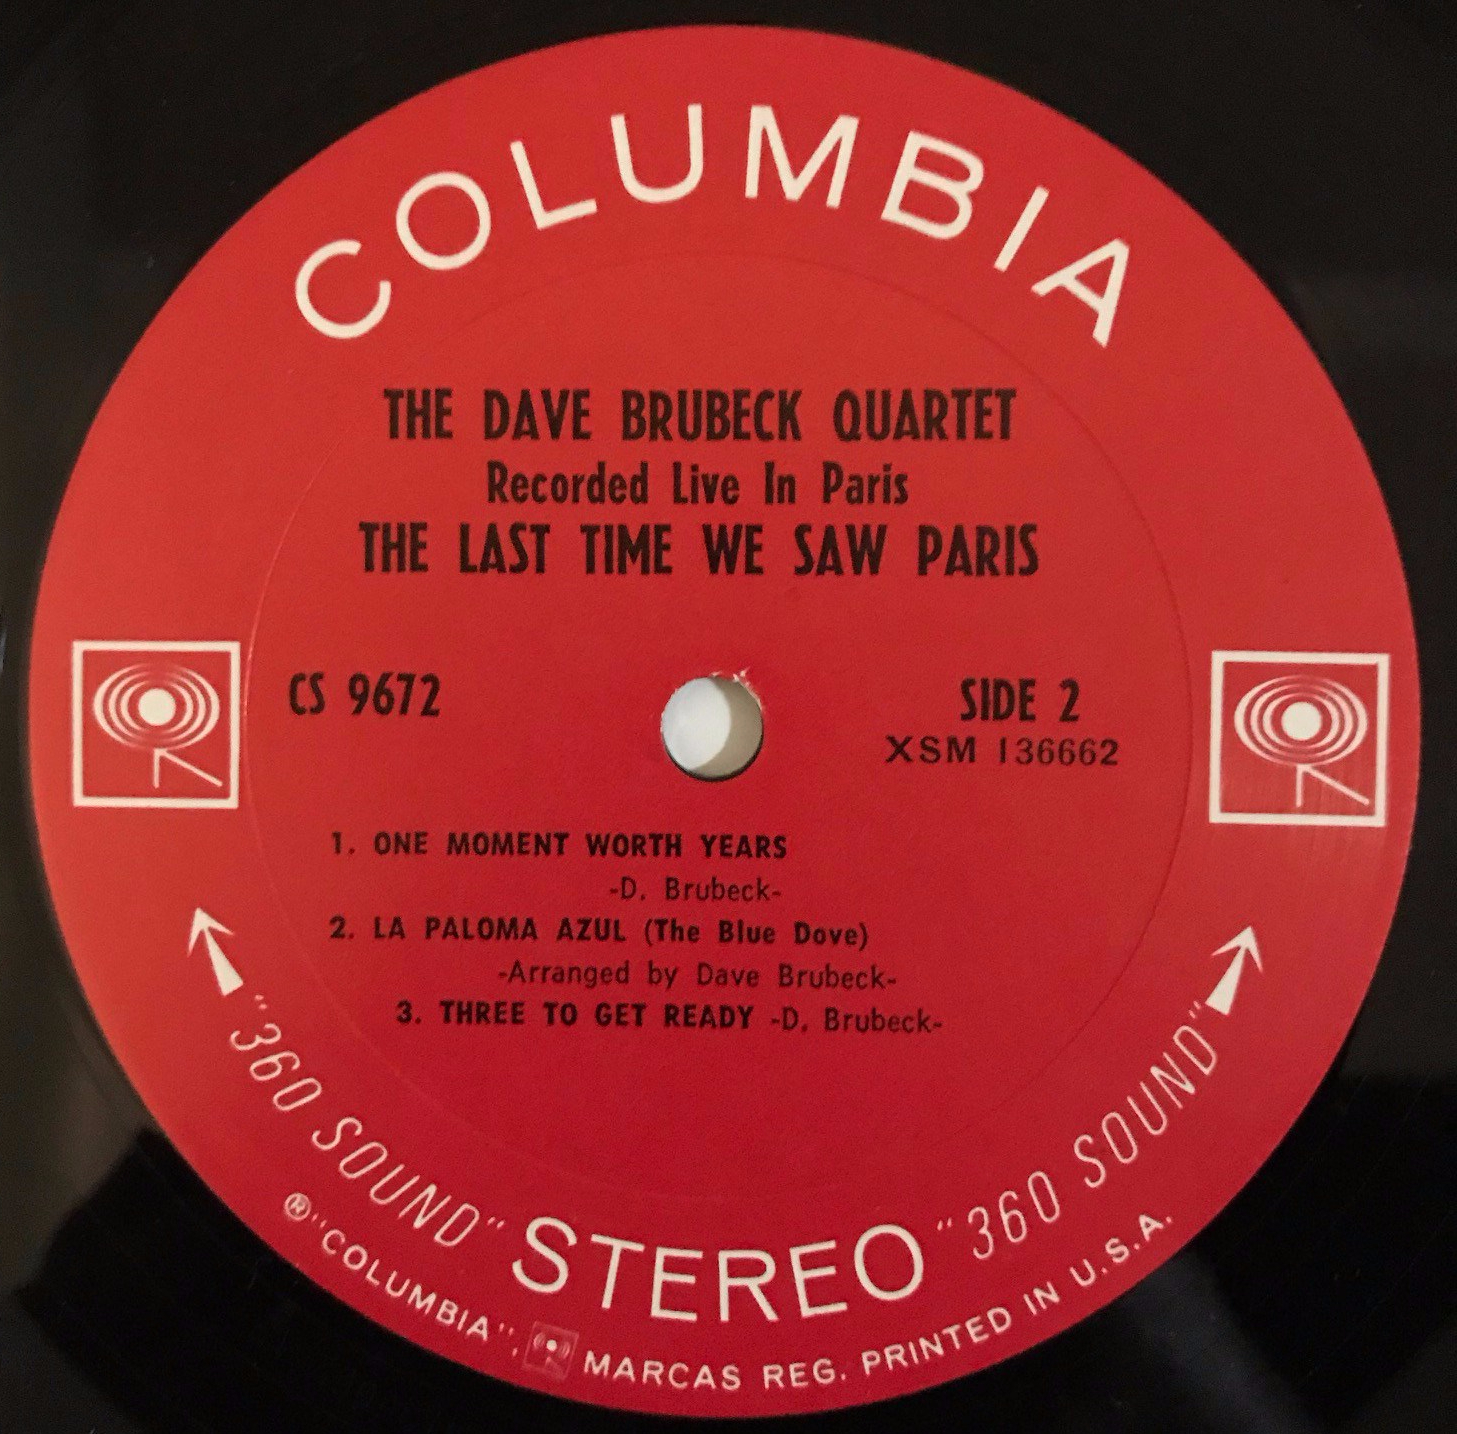 COLUMBIA
THE DAVE BRUBECK QUARTET
Recorded Live In Paris
THE LAST TIME WE SAW PARIS
CS 9672
SIDE 2
XSM 136662
1. ONE MOMENT WORTH YEARS
-D. Brubeck-
2. LA PALOMA AZUL (The Blue Dove)
-Arranged by Dave Brubeck-
3. THREE TO GET READY -D. Brubeck-
"360 SOUND" STEREO "360 SOUND"
®"COLUMBIA", MARCAS REG. PRINTED IN U.S.A.